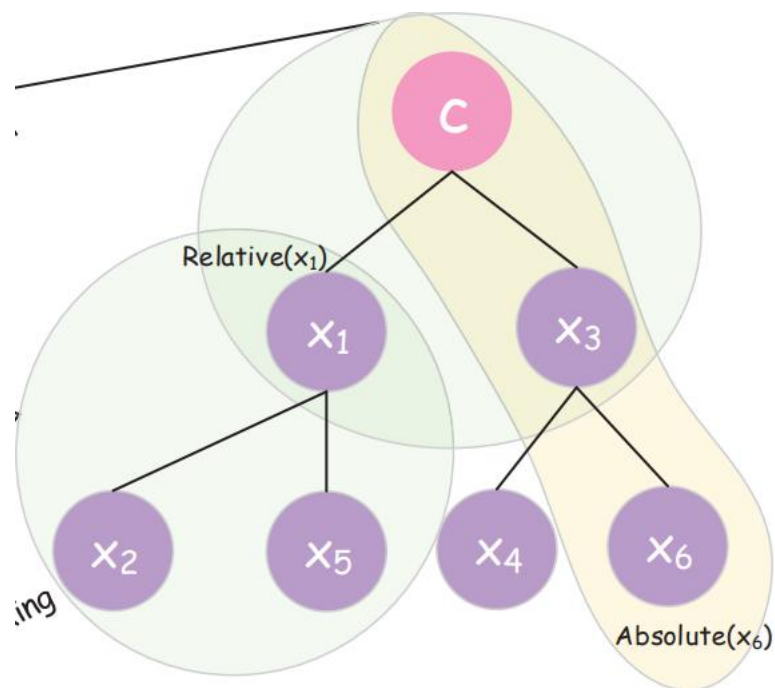 C
Relative(x₁)
x₁
x₃
x₂
x₅
x₄
x₆
ing
Absolute(x₆)